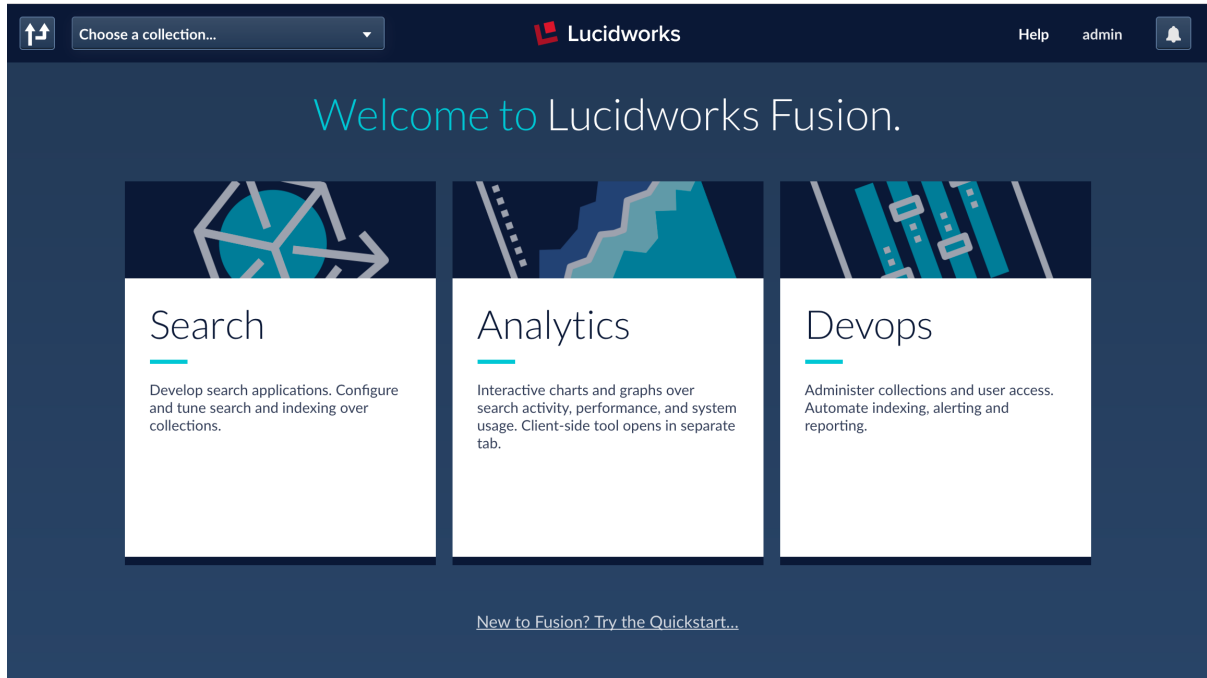 Choose a collection...
Lucidworks
Help
admin
Welcome to Lucidworks Fusion.
Search
Develop search applications. Configure
and tune search and indexing over
collections.
Analytics
Interactive charts and graphs over
search activity, performance, and system
usage. Client-side tool opens in separate
tab.
Devops
Administer collections and user access.
Automate indexing, alerting and
reporting.
New to Fusion? Try the Quickstart...